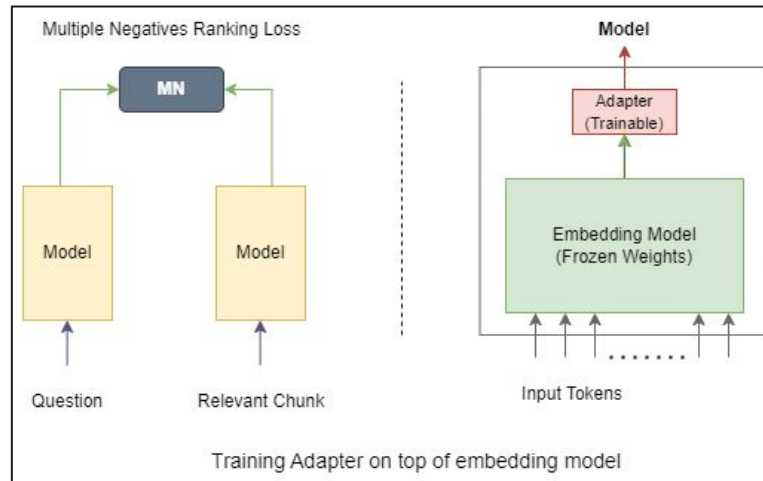 Multiple Negatives Ranking Loss
MN
Model
Model
Question
Relevant Chunk
Model
Adapter
(Trainable)
Embedding Model
(Frozen Weights)
Input Tokens
Training Adapter on top of embedding model